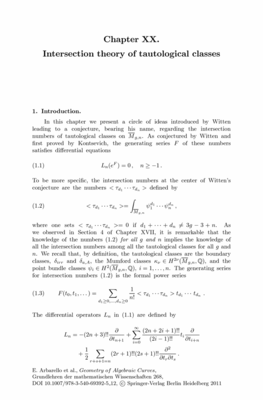 Chapter XX.
Intersection theory of tautological classes
1. Introduction.
In this chapter we present a circle of ideas introduced by Witten
leading to a conjecture, bearing his name, regarding the intersection
numbers of tautological classes on $\overline{M}_{g,n}$. As conjectured by Witten and
first proved by Kontsevich, the generating series F of these numbers
satisfies differential equations
(1.1) $L_n(e^F) = 0\,, \quad n \geq -1\,.$
To be more specific, the intersection numbers at the center of Witten's
conjecture are the numbers $< \tau_{d_1} \cdots \tau_{d_n} >$ defined by
(1.2) $< \tau_{d_1} \cdots \tau_{d_n} > = \int_{\overline{M}_{g,n}} \psi_1^{d_1} \cdots \psi_n^{d_n}\,,$
where one sets $< \tau_{d_1} \cdots \tau_{d_n} > = 0$ if $d_1 + \cdots + d_n \neq 3g - 3 + n$. As
we observed in Section 4 of Chapter XVII, it is remarkable that the
knowledge of the numbers (1.2) for all g and n implies the knowledge of
all the intersection numbers among all the tautological classes for all g and
n. We recall that, by definition, the tautological classes are the boundary
classes, $\delta_{irr}$ and $\delta_{a,A}$, the Mumford classes $\kappa_a \in H^{2a}(\overline{M}_{g,n}, \mathbb{Q})$, and the
point bundle classes $\psi_i \in H^2(\overline{M}_{g,n}, \mathbb{Q})$, $i = 1, \ldots, n$. The generating series
for intersection numbers (1.2) is the formal power series
(1.3) $F(t_0, t_1, \ldots) = \sum_{d_1 \geq 0, \ldots, d_n \geq 0} \frac{1}{n!} < \tau_{d_1} \cdots \tau_{d_n} > t_{d_1} \cdots t_{d_n}\,.$
The differential operators $L_n$ in (1.1) are defined by
$L_n = -(2n+3)!! \frac{\partial}{\partial t_{n+1}} + \sum_{i=0}^{\infty} \frac{(2n+2i+1)!!}{(2i-1)!!} t_i \frac{\partial}{\partial t_{i+n}}$
$+ \frac{1}{2} \sum_{r+s=n-1} (2r+1)!!(2s+1)!! \frac{\partial^2}{\partial t_r \partial t_s}\,.$
E. Arbarello et al., Geometry of Algebraic Curves,
Grundlehren der mathematischen Wissenschaften 268,
DOI 10.1007/978-3-540-69392-5_12, © Springer-Verlag Berlin Heidelberg 2011